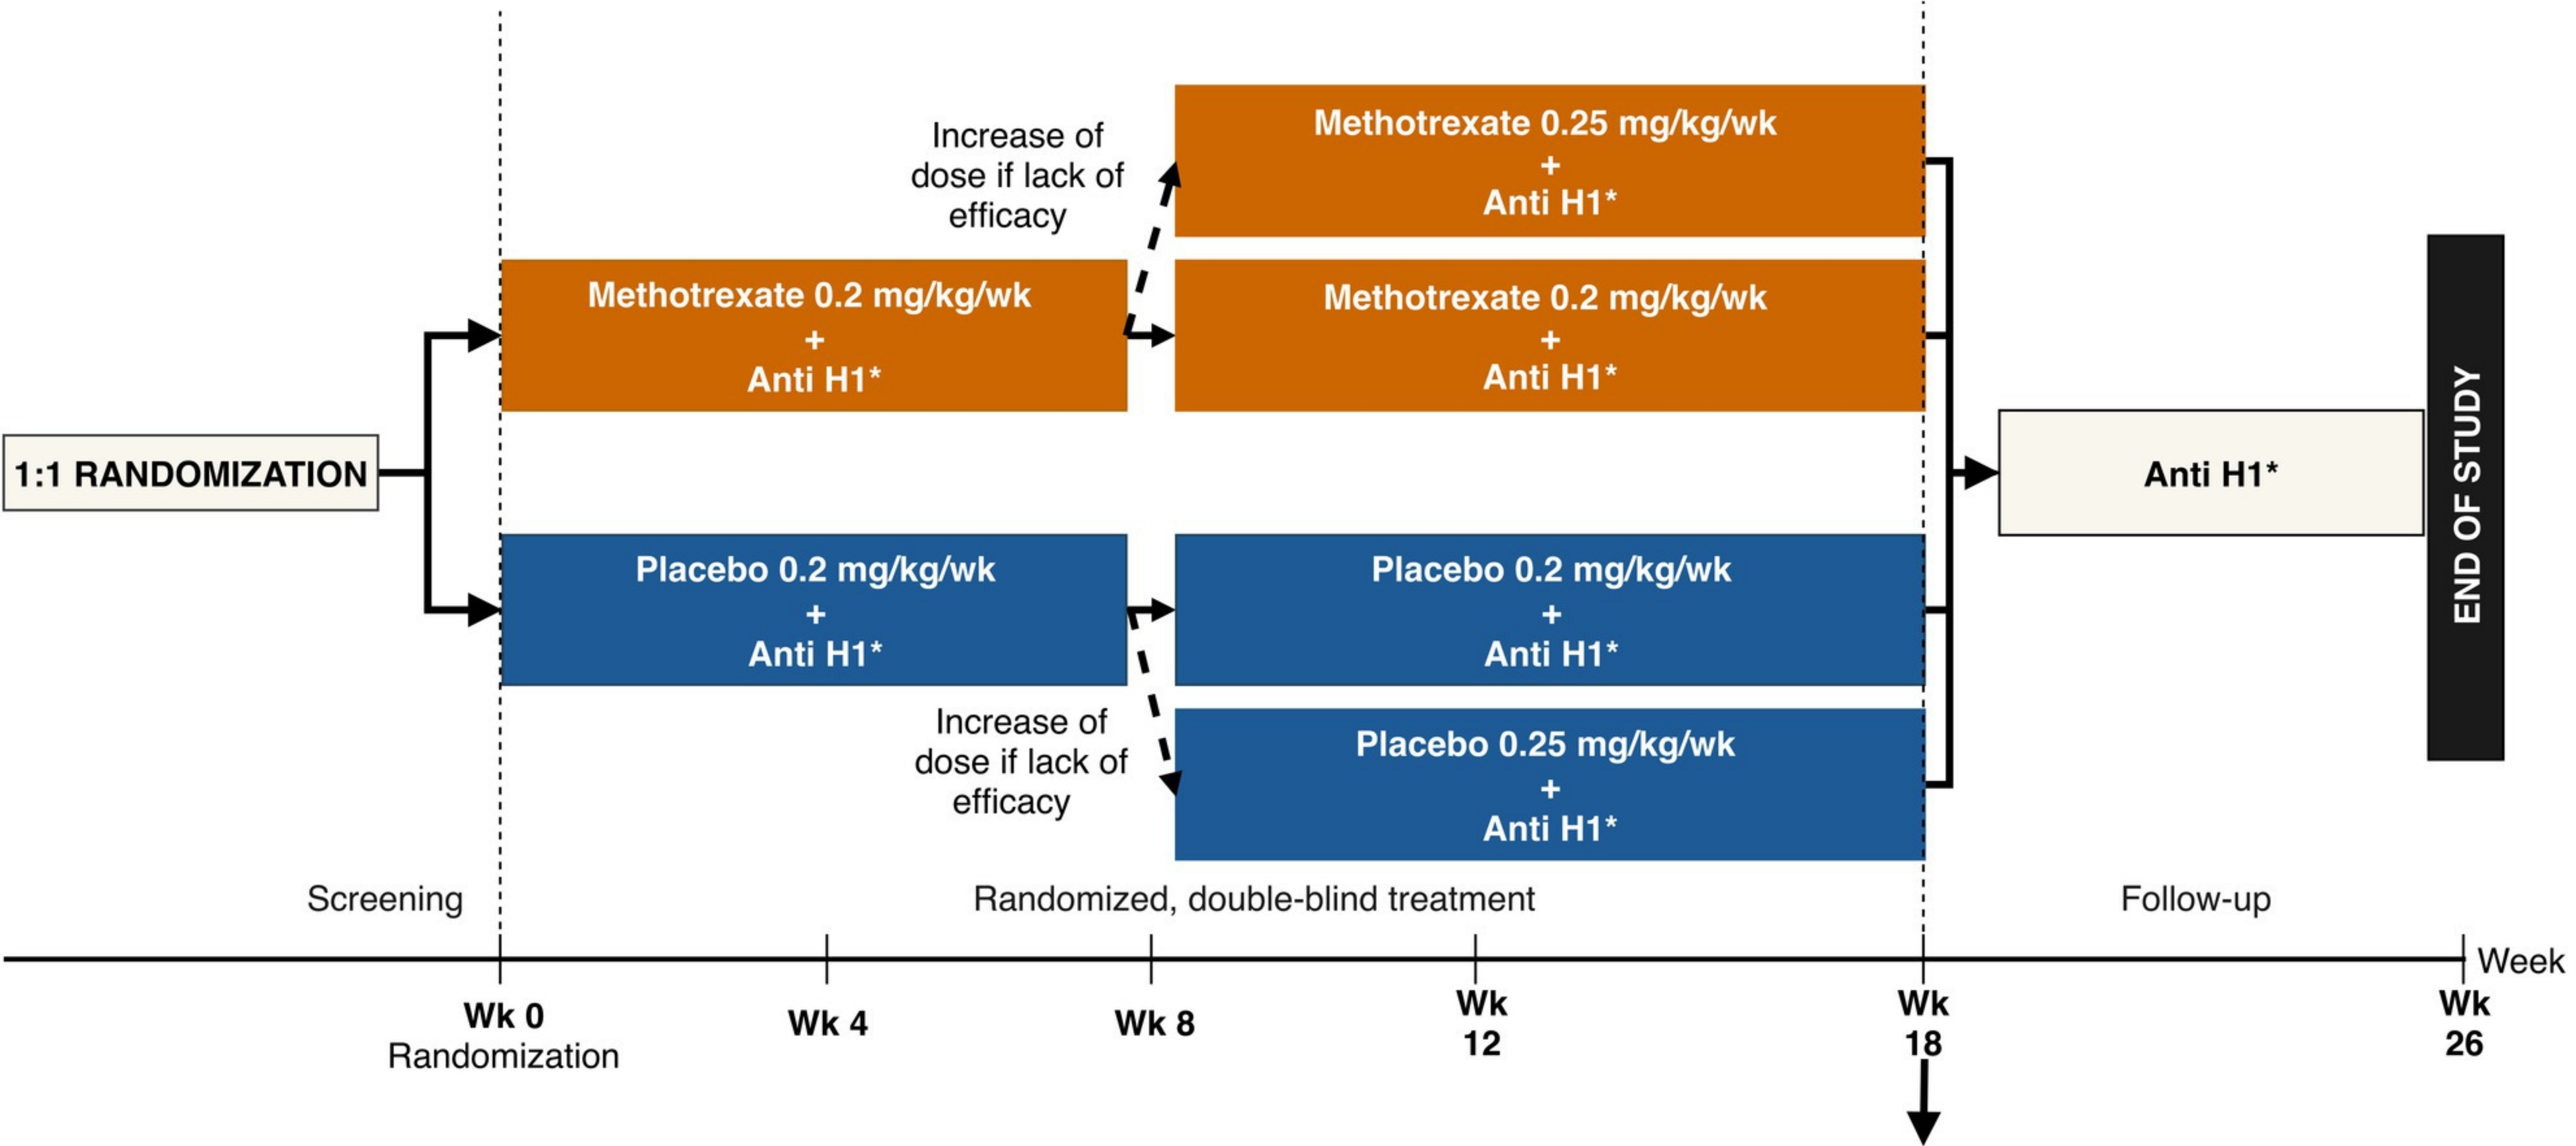 1:1 RANDOMIZATION
Increase of
dose if lack of
efficacy
Methotrexate 0.2 mg/kg/wk
+
Anti H1*
Methotrexate 0.25 mg/kg/wk
+
Anti H1*
Methotrexate 0.2 mg/kg/wk
+
Anti H1*
Placebo 0.2 mg/kg/wk
+
Anti H1*
Increase of
dose if lack of
efficacy
Placebo 0.2 mg/kg/wk
+
Anti H1*
Placebo 0.25 mg/kg/wk
+
Anti H1*
Anti H1*
END OF STUDY
Screening
Randomized, double-blind treatment
Follow-up
Week
Wk 0
Randomization
Wk 4
Wk 8
Wk
12
Wk
18
Wk
26